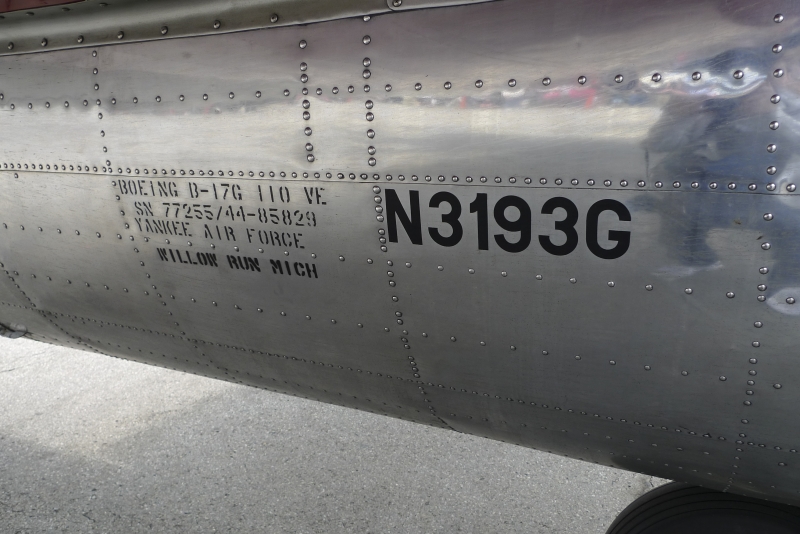 BOEING B-17G 110 VE
SN 77255/44-85829
YANKEE AIR FORCE
WILLOW RUN MICH
N3193G